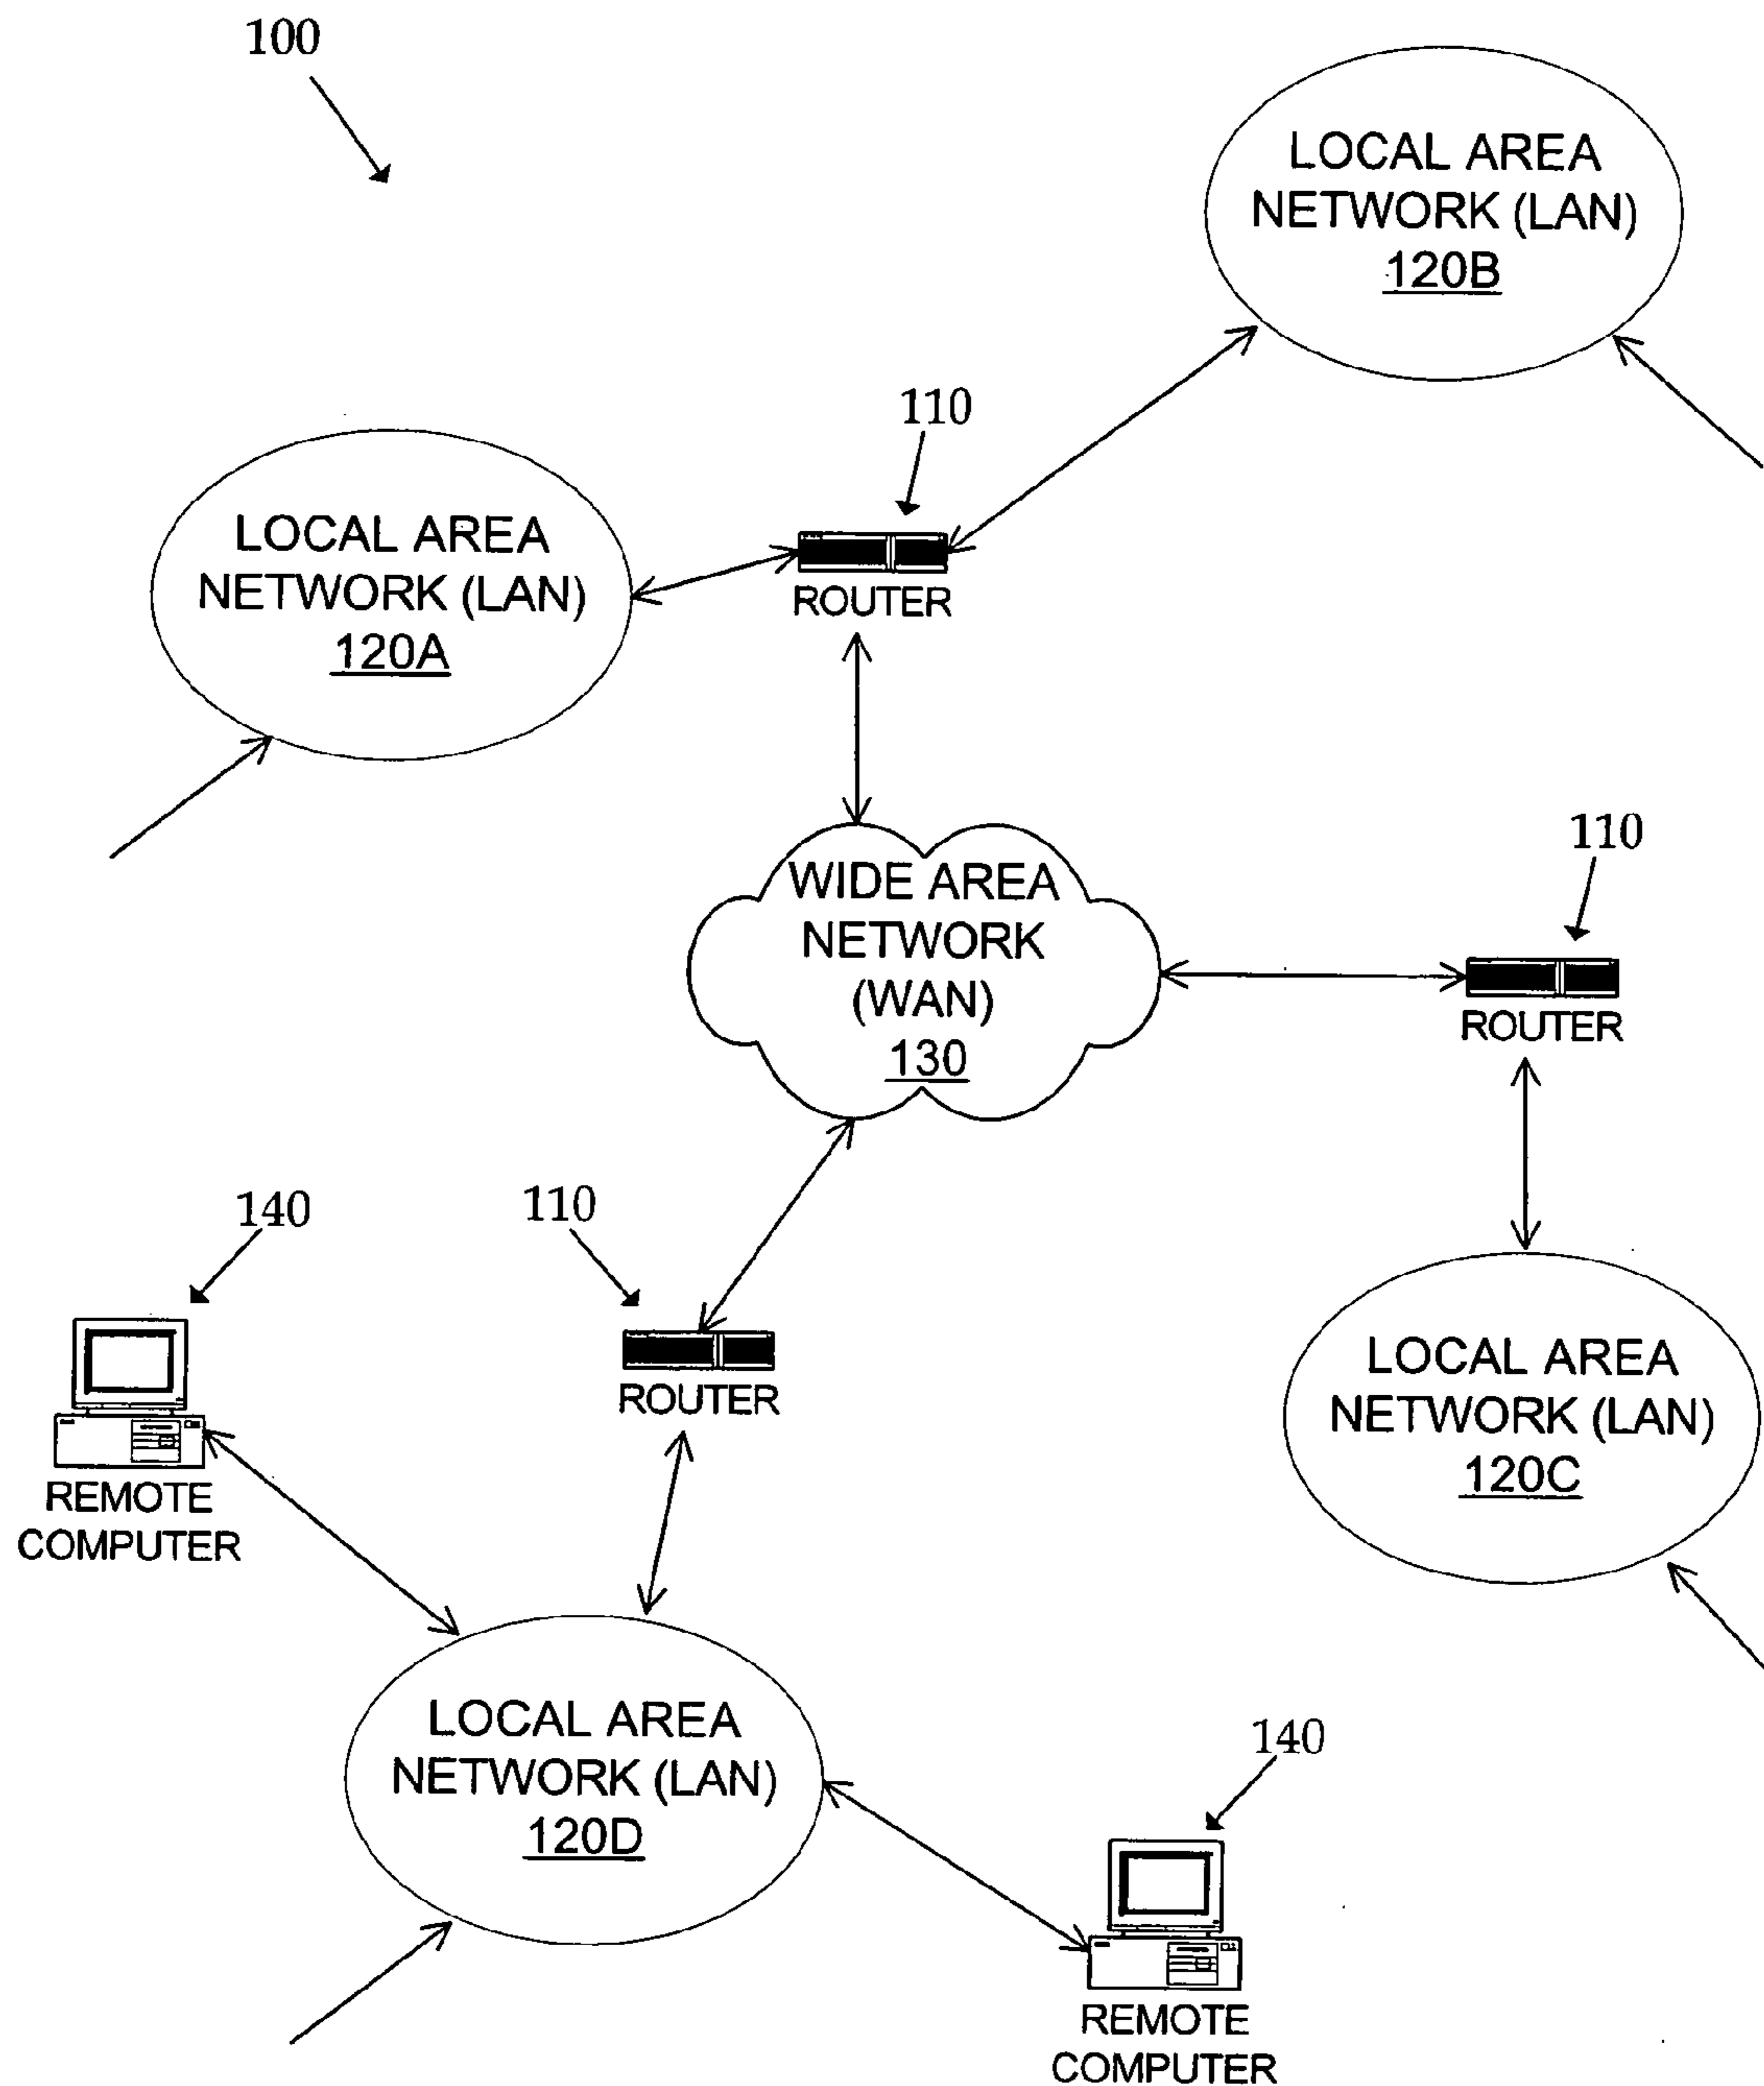 100
LOCAL AREA
NETWORK (LAN)
120B
110
LOCAL AREA
NETWORK (LAN)
120A
ROUTER
110
WIDE AREA
NETWORK
(WAN)
130
ROUTER
140
110
ROUTER
LOCAL AREA
NETWORK (LAN)
120C
REMOTE
COMPUTER
LOCAL AREA
NETWORK (LAN)
120D
140
REMOTE
COMPUTER